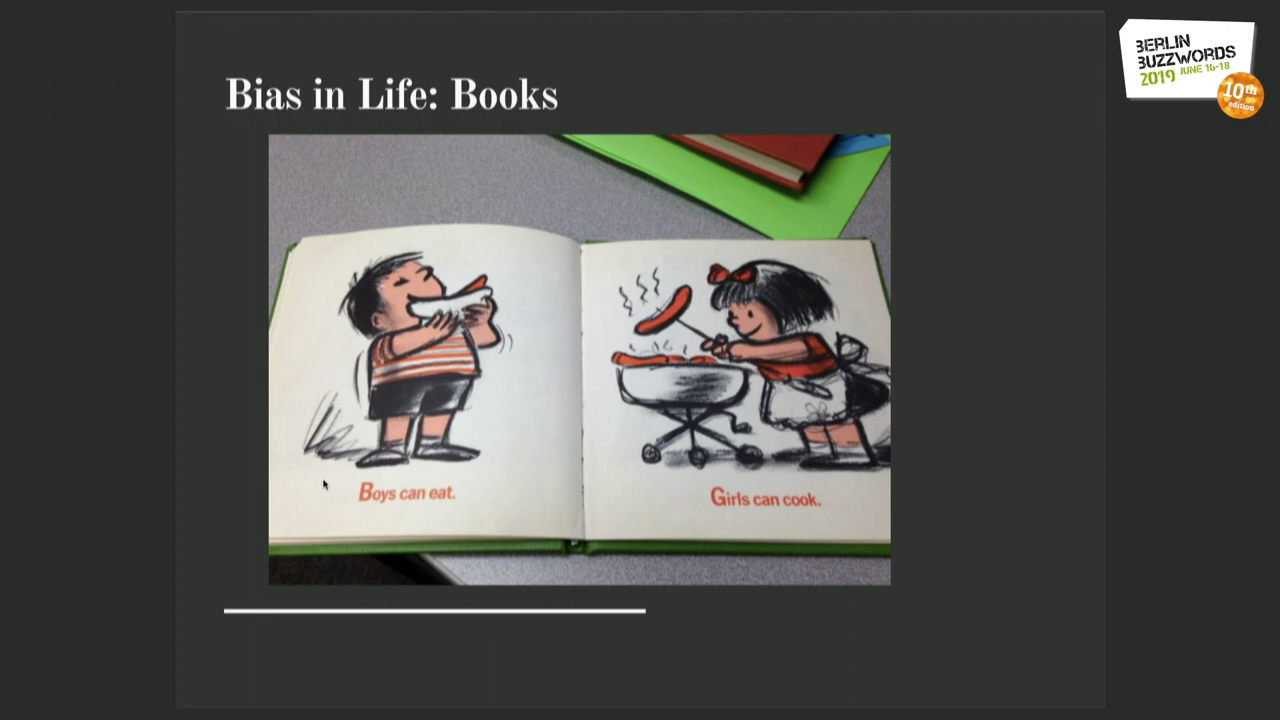 Bias in Life: Books
BERLIN
BUZZWORDS
2019 JUNE 16-18
10th
edition
Boys can eat.
Girls can cook.